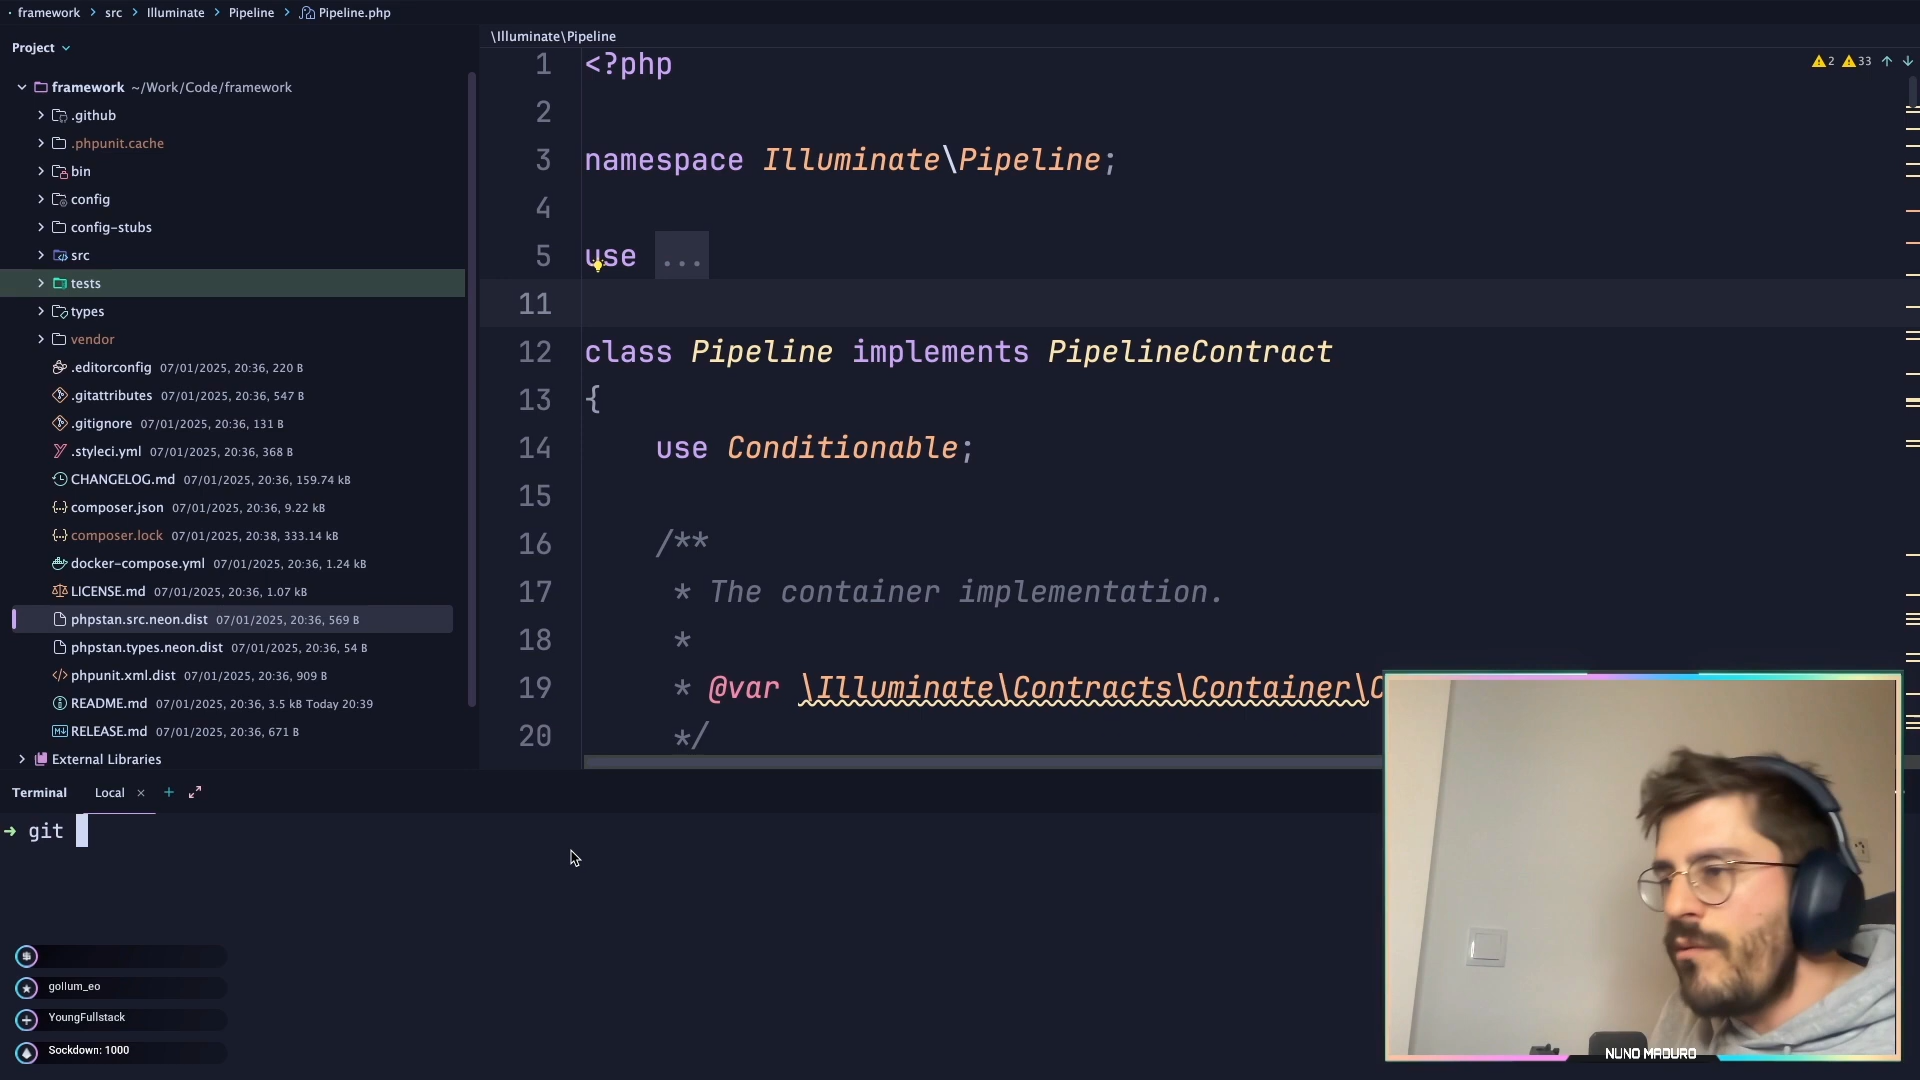 framework > src > Illuminate > Pipeline > Pipeline.php
Project
\Illuminate\Pipeline
framework ~/Work/Code/framework
.github
.phpunit.cache
bin
config
config-stubs
src
tests
types
vendor
.editorconfig 07/01/2025, 20:36, 220 B
.gitattributes 07/01/2025, 20:36, 547 B
.gitignore 07/01/2025, 20:36, 131 B
.styleci.yml 07/01/2025, 20:36, 368 B
CHANGELOG.md 07/01/2025, 20:36, 159.74 kB
composer.json 07/01/2025, 20:36, 9.22 kB
composer.lock 07/01/2025, 20:38, 333.14 kB
docker-compose.yml 07/01/2025, 20:36, 1.24 kB
LICENSE.md 07/01/2025, 20:36, 1.07 kB
phpstan.src.neon.dist 07/01/2025, 20:36, 569 B
phpstan.types.neon.dist 07/01/2025, 20:36, 54 B
phpunit.xml.dist 07/01/2025, 20:36, 909 B
README.md 07/01/2025, 20:36, 3.5 kB Today 20:39
RELEASE.md 07/01/2025, 20:36, 671 B
External Libraries
1 <?php
2
3 namespace Illuminate\Pipeline;
4
5 use ...
11
12 class Pipeline implements PipelineContract
13 {
14 use Conditionable;
15
16 /**
17 * The container implementation.
18 *
19 * @var \Illuminate\Contracts\Container\C
20 */
2 33
Terminal Local × +
→ git
gollum_eo
YoungFullstack
Sockdown: 1000
NUNO MADURO